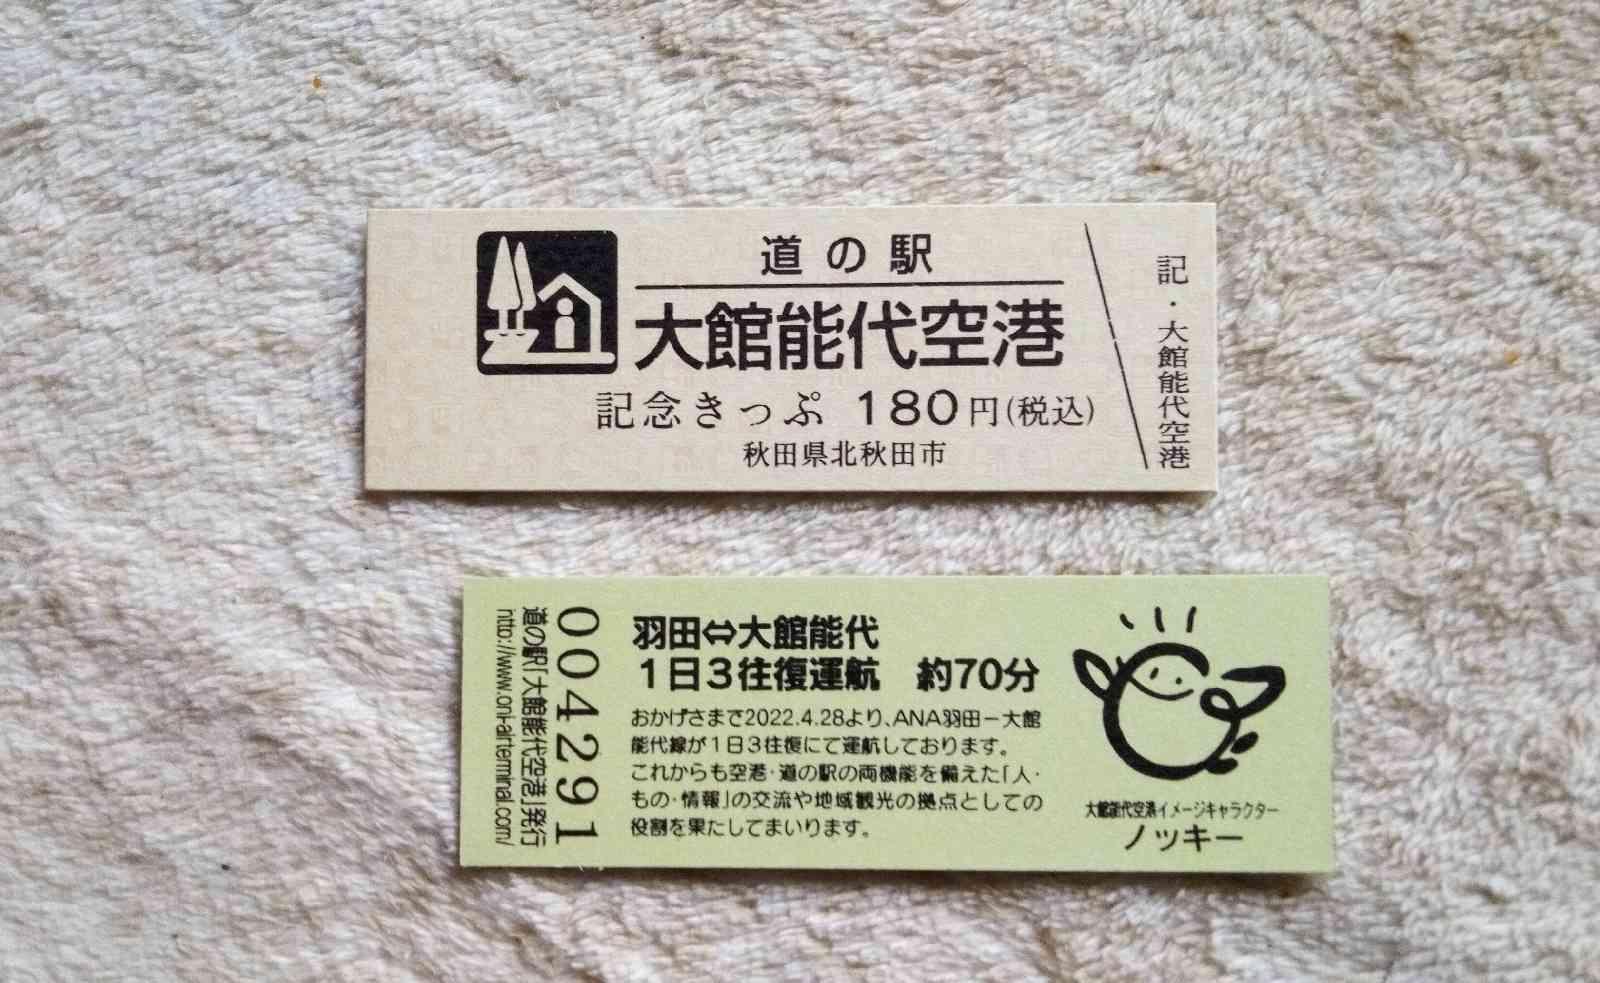 道の駅
大館能代空港
記念きっぷ 180円(税込)
秋田県北秋田市
記・大館能代空港
004291
道の駅「大館能代空港」発行
http://www.oni-airterminal.com/
羽田⇔大館能代
1日3往復運航 約70分
おかげさまで2022.4.28より、ANA羽田ー大館
能代線が1日3往復にて運航しております。
これからも空港・道の駅の両機能を備えた「人・
もの・情報」の交流や地域観光の拠点としての
役割を果たしてまいります。
大館能代空港イメージキャラクター
ノッキー